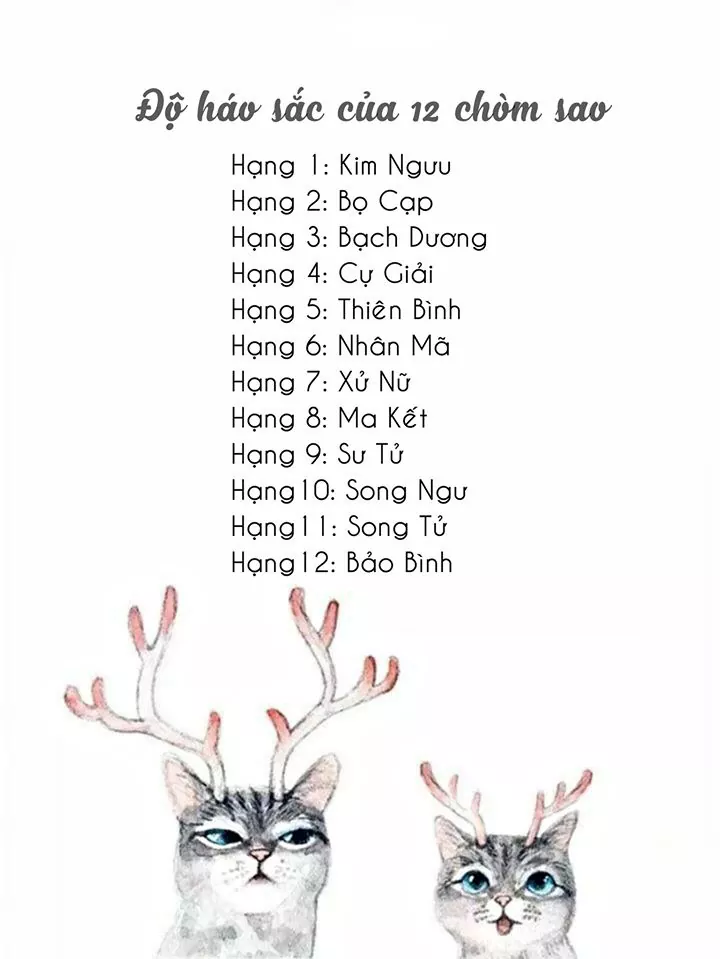 Độ háo sắc của 12 chòm sao
Hạng 1: Kim Ngưu
Hạng 2: Bọ Cạp
Hạng 3: Bạch Dương
Hạng 4: Cự Giải
Hạng 5: Thiên Bình
Hạng 6: Nhân Mã
Hạng 7: Xử Nữ
Hạng 8: Ma Kết
Hạng 9: Sư Tử
Hạng10: Song Ngư
Hạng11: Song Tử
Hạng12: Bảo Bình